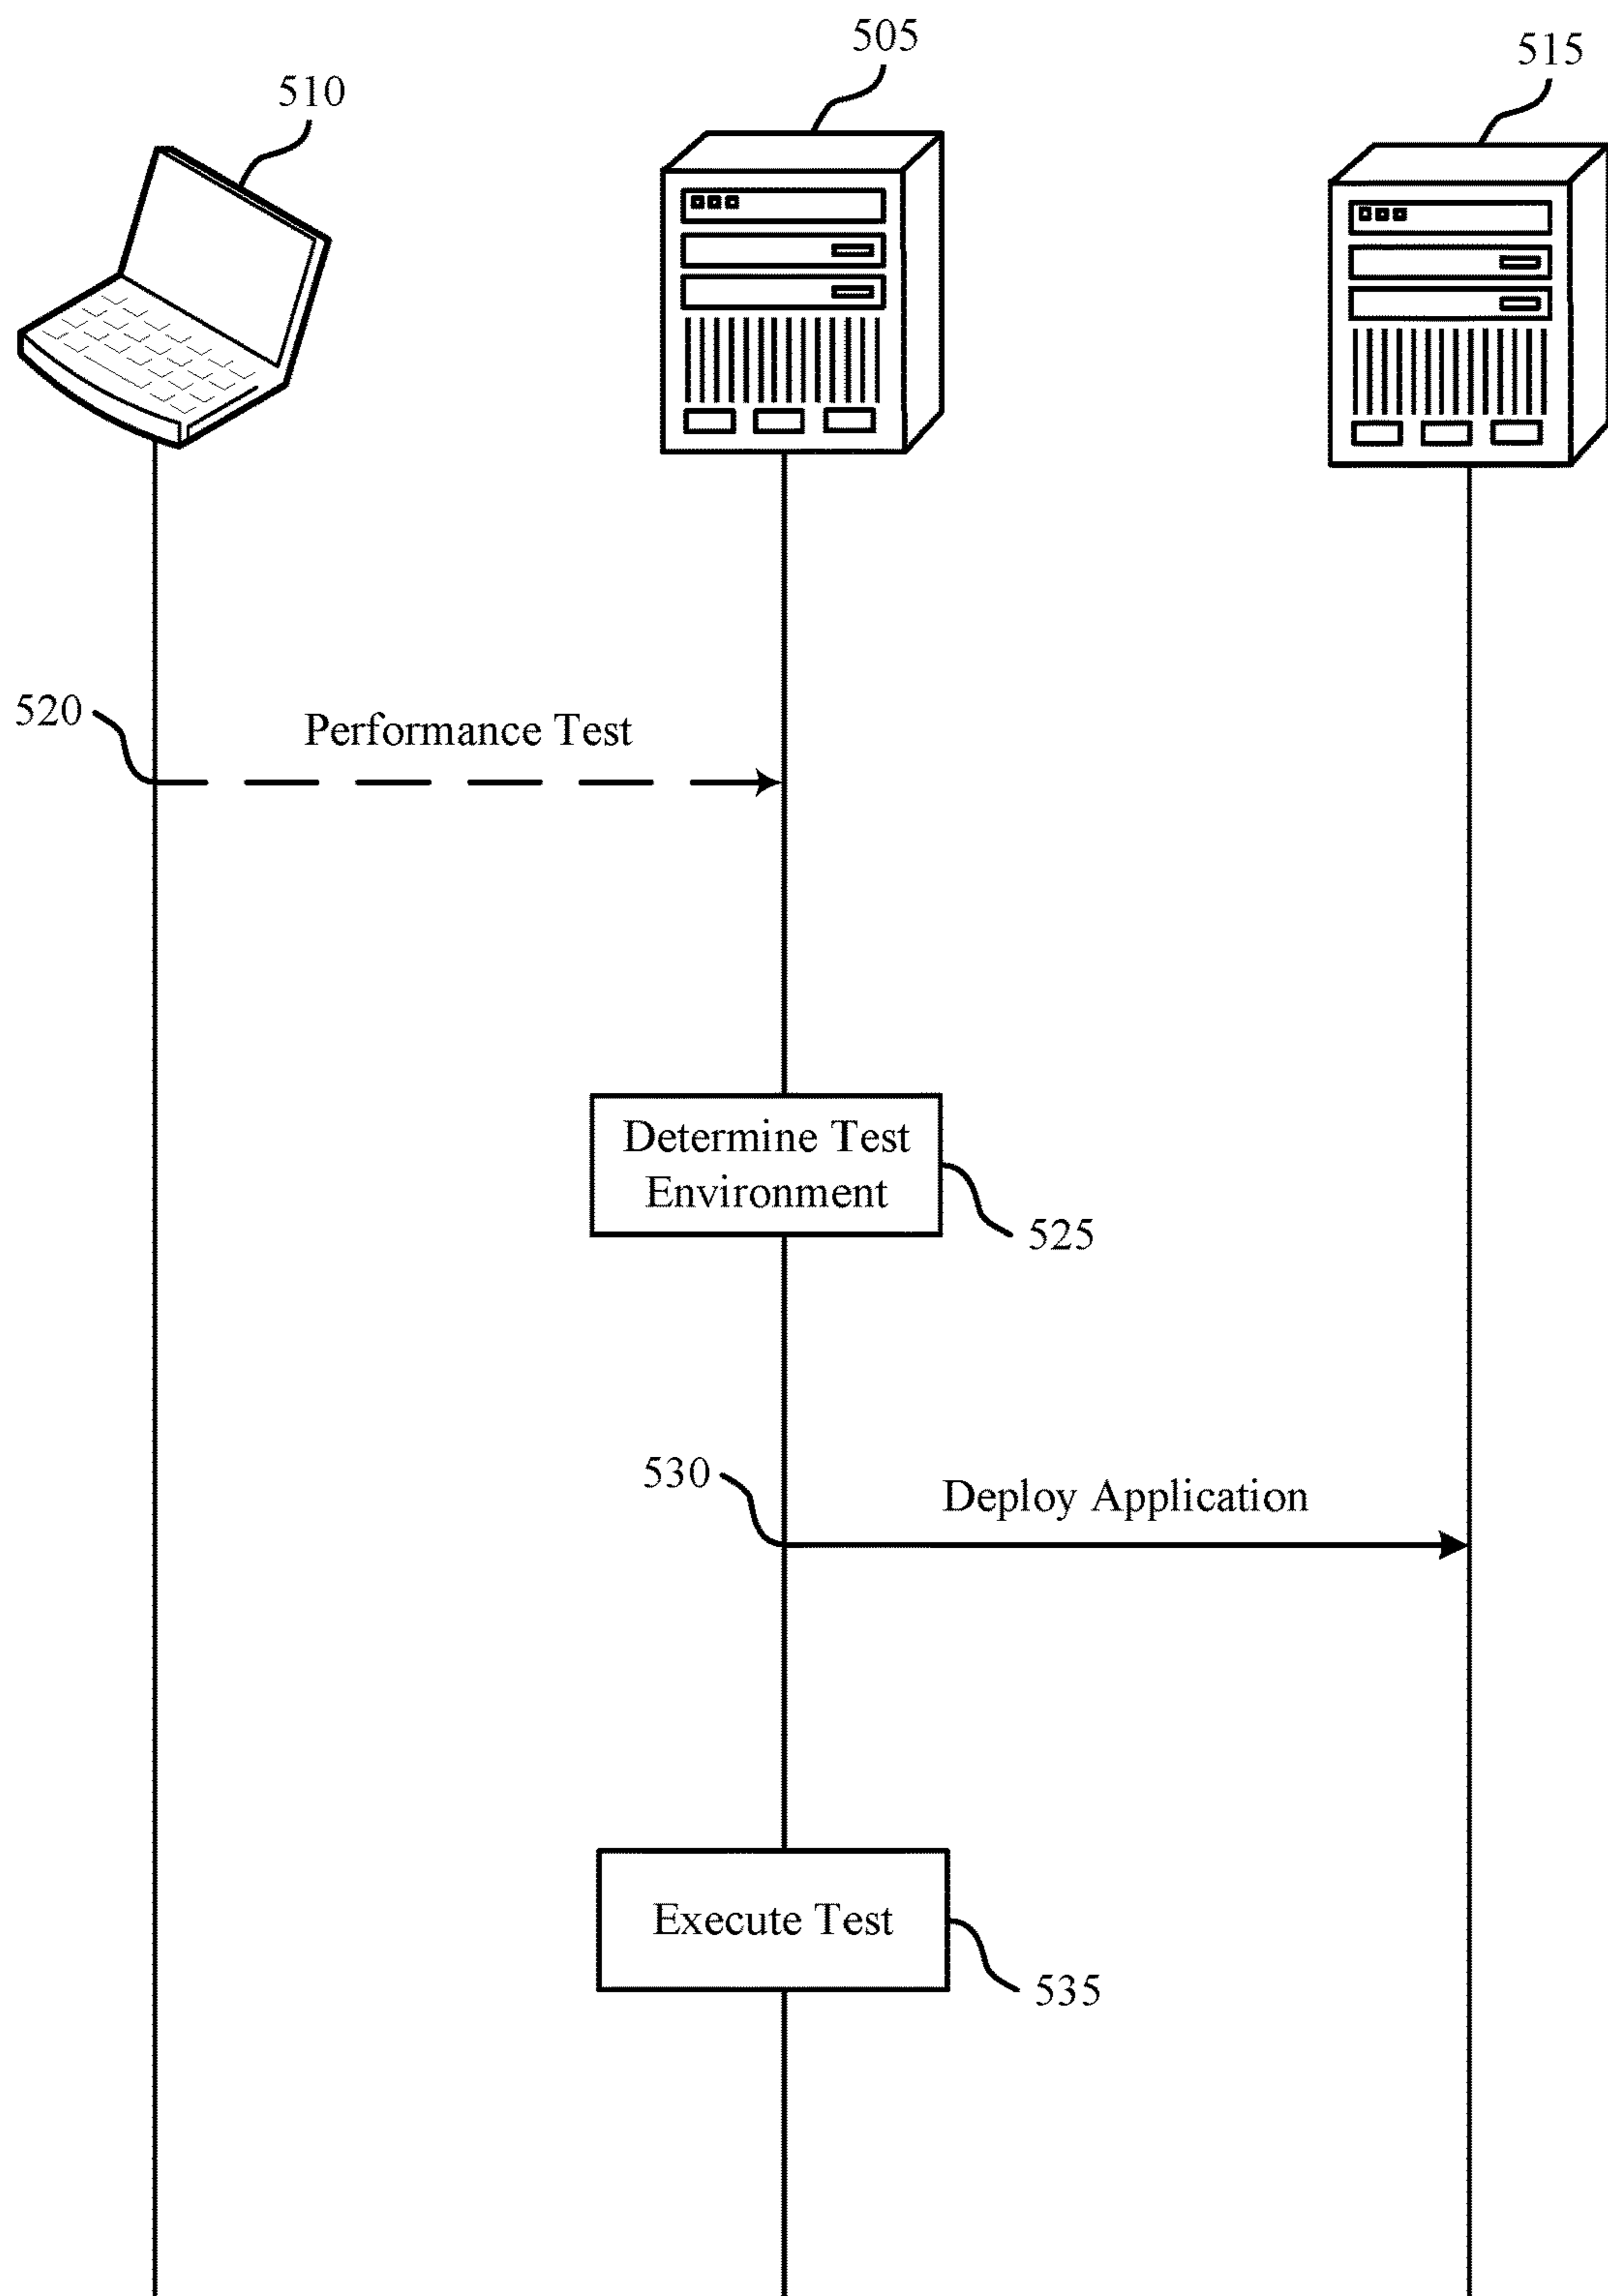 505
515
510
520
Performance Test
Determine Test
Environment
525
530
Deploy Application
Execute Test
535